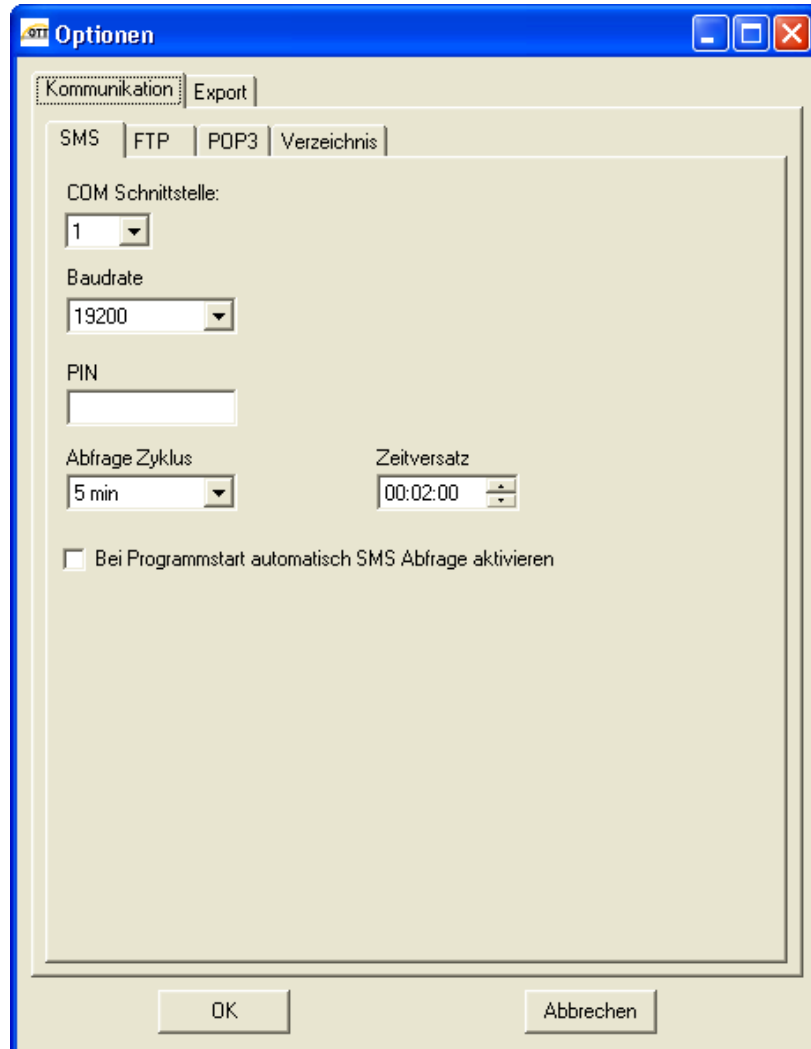 OTT Optionen
Kommunikation Export
SMS FTP POP3 Verzeichnis
COM Schnittstelle:
1
Baudrate
19200
PIN
Abfrage Zyklus Zeitversatz
5 min 00:02:00
Bei Programmstart automatisch SMS Abfrage aktivieren
OK Abbrechen